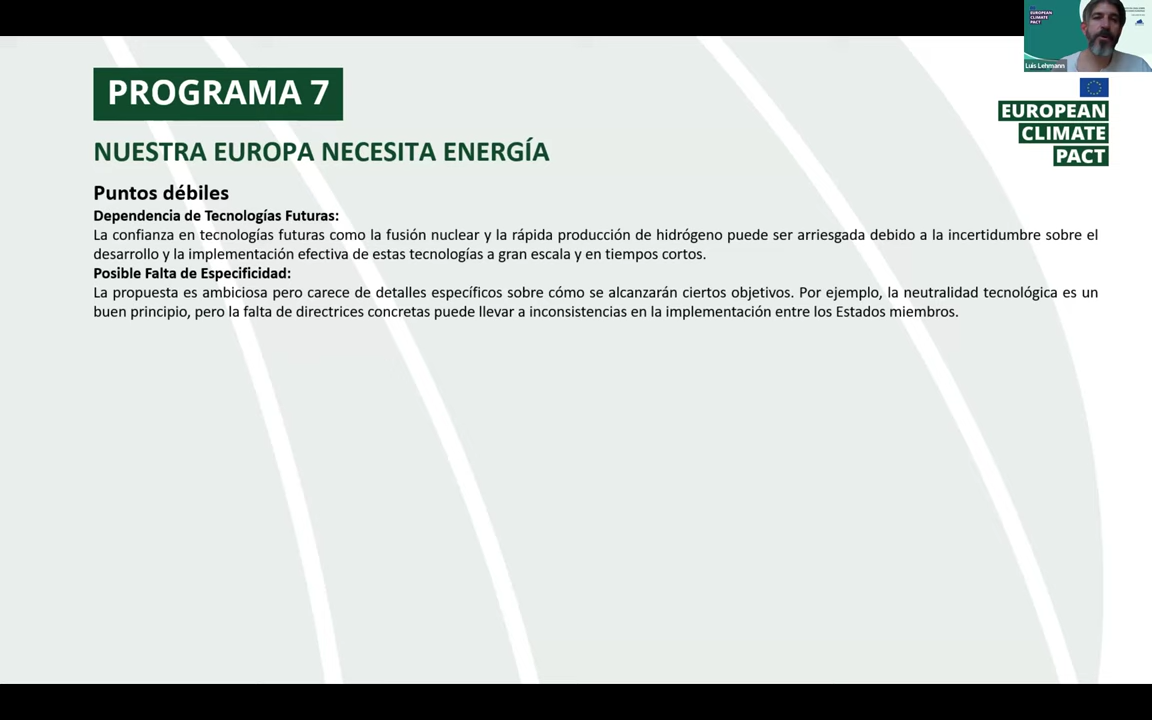 EUROPEAN
CLIMATE
PACT
Luis Lehmann
PROGRAMA 7
EUROPEAN
CLIMATE
PACT
NUESTRA EUROPA NECESITA ENERGÍA
Puntos débiles
Dependencia de Tecnologías Futuras:
La confianza en tecnologías futuras como la fusión nuclear y la rápida producción de hidrógeno puede ser arriesgada debido a la incertidumbre sobre el
desarrollo y la implementación efectiva de estas tecnologías a gran escala y en tiempos cortos.
Posible Falta de Especificidad:
La propuesta es ambiciosa pero carece de detalles específicos sobre cómo se alcanzarán ciertos objetivos. Por ejemplo, la neutralidad tecnológica es un
buen principio, pero la falta de directrices concretas puede llevar a inconsistencias en la implementación entre los Estados miembros.